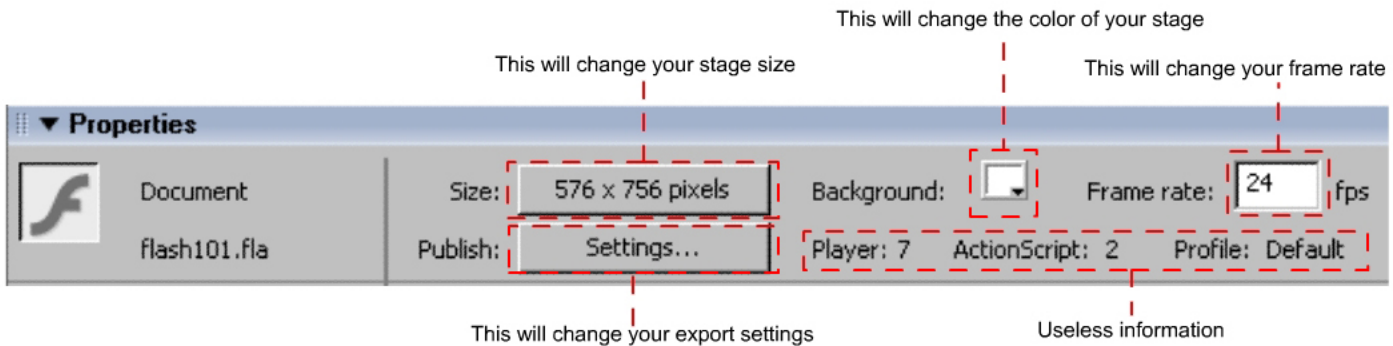 This will change the color of your stage
This will change your stage size
This will change your frame rate
Properties
Document Size: 576 x 756 pixels Background: Frame rate: 24 fps
flash101.fla Publish: Settings... Player: 7 ActionScript: 2 Profile: Default
This will change your export settings
Useless information